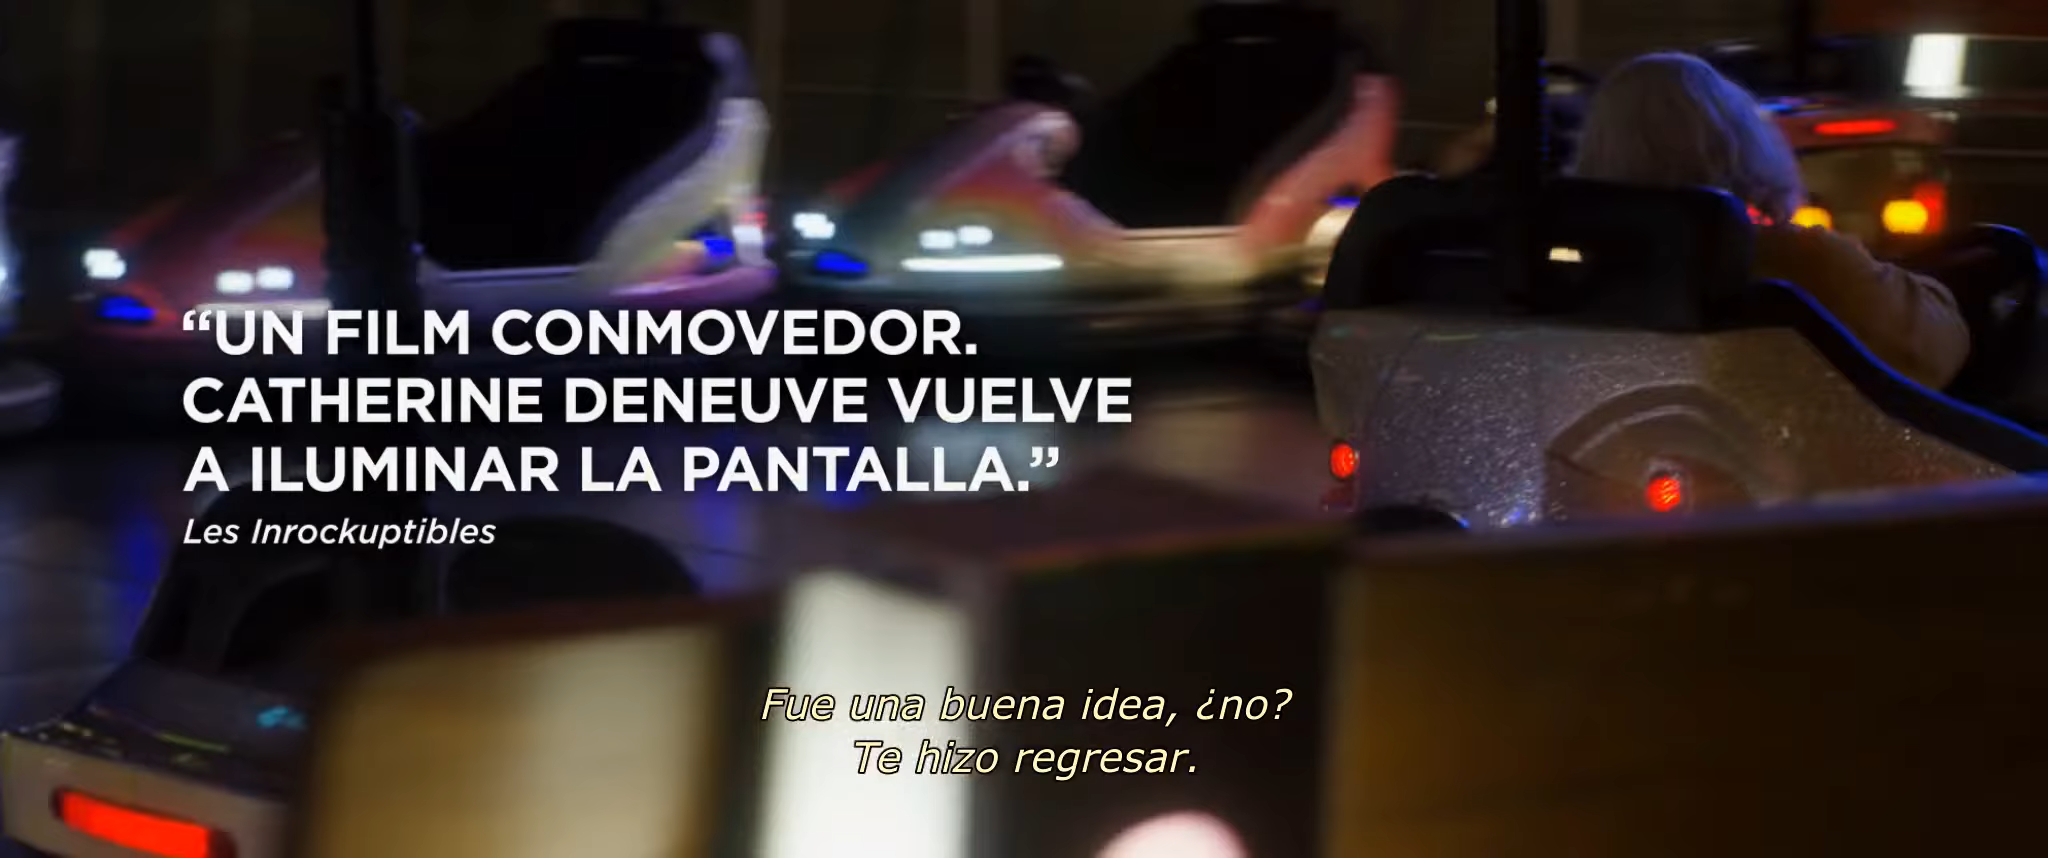 “UN FILM CONMOVEDOR.
CATHERINE DENEUVE VUELVE
A ILUMINAR LA PANTALLA.”
Les Inrockuptibles
Fue una buena idea, ¿no?
Te hizo regresar.